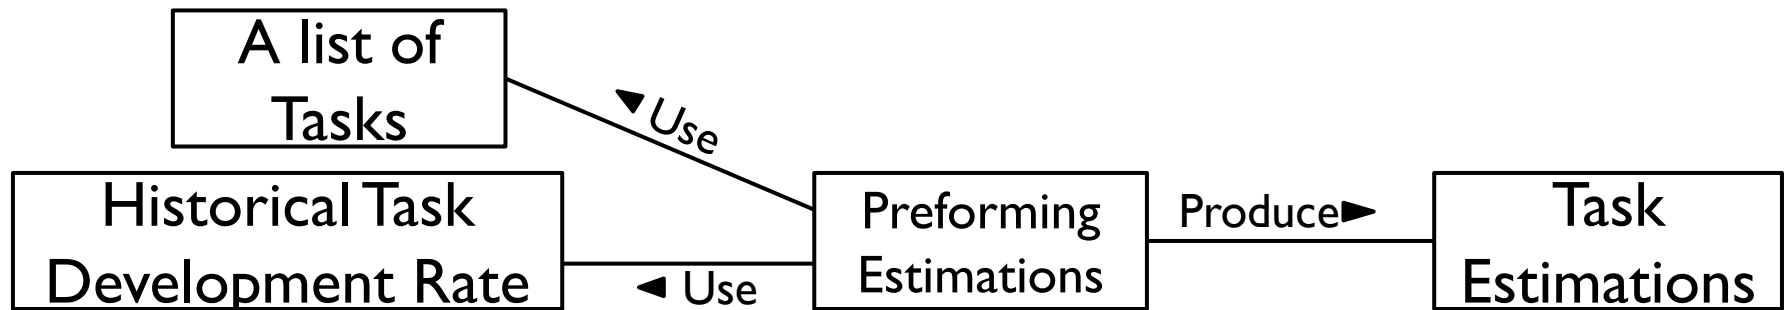 A list of
Tasks
Use
Historical Task
Development Rate
Use
Preforming
Estimations
Produce
Task
Estimations